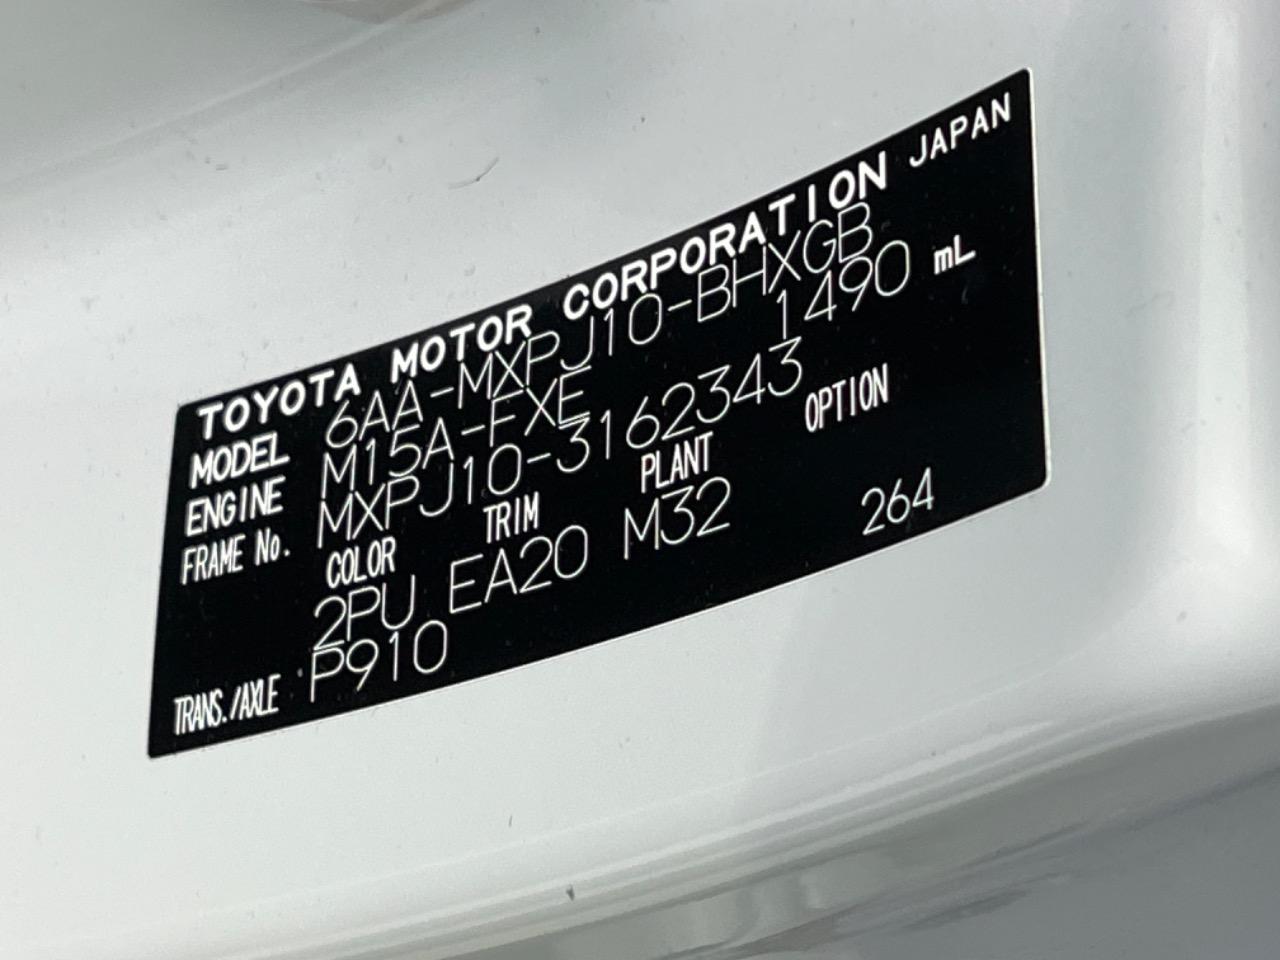 TOYOTA MOTOR CORPORATION JAPAN
MODEL 6AA-MXPJ10-BHXGB
ENGINE M15A-FXE 1490 mL
FRAME No. MXPJ10-3162343
COLOR TRIM PLANT OPTION
2PU EA20 M32 264
TRANS./AXLE P910